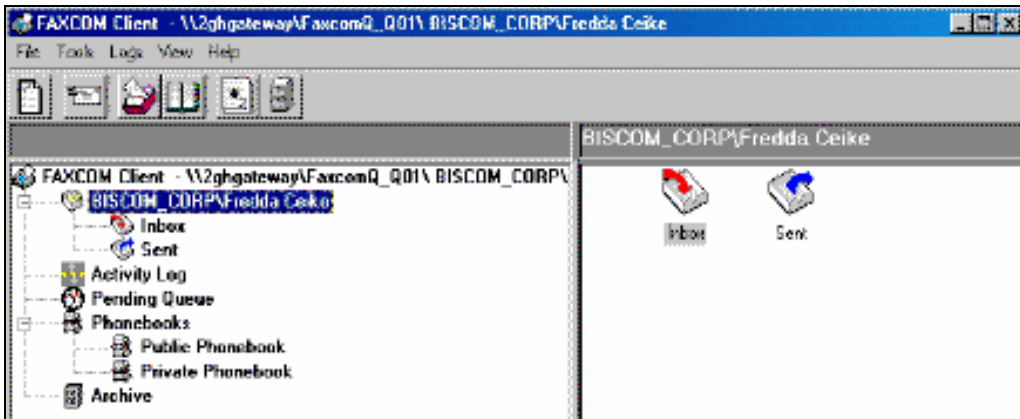 FAXCOM Client - \\2ghgateway\FaxcomQ_Q01\ BISCOM_CORP\Fredda Ceike
File Tools Logs View Help
BISCOM_CORP\Fredda Ceike
FAXCOM Client - \\2ghgateway\FaxcomQ_Q01\ BISCOM_CORP\
BISCOM_CORP\Fredda Ceike
Inbox
Sent
Activity Log
Pending Queue
Phonebooks
Public Phonebook
Private Phonebook
Archive
Inbox
Sent